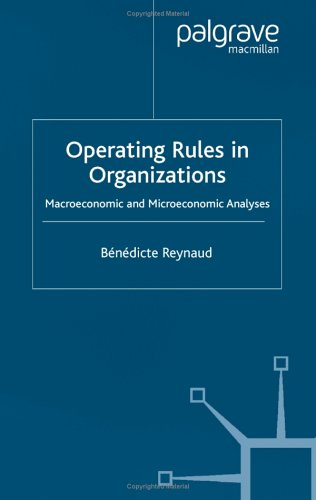 palgrave
macmillan
Operating Rules in
Organizations
Macroeconomic and Microeconomic Analyses
Bénédicte Reynaud
Copyrighted Material
Copyrighted Material